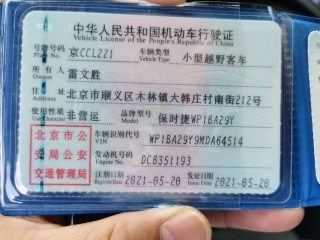 中华人民共和国机动车行驶证
Vehicle License of the People's Republic of China
号牌号码 京CCL221 车辆类型 小型越野客车
Plate No. Vehicle Type
所有人 雷文胜
Owner
住址 北京市顺义区木林镇大韩庄村南街212号
Address
使用性质 非营运 品牌型号 保时捷WP1BA29Y
Use Character Model
北京市公安局公安交通管理局
车辆识别代号 WP1BA29Y9MDA64514
VIN
发动机号码 DCB351193
Engine No.
注册日期 2021-05-20 发证日期 2021-05-20
Register Date Issue Date